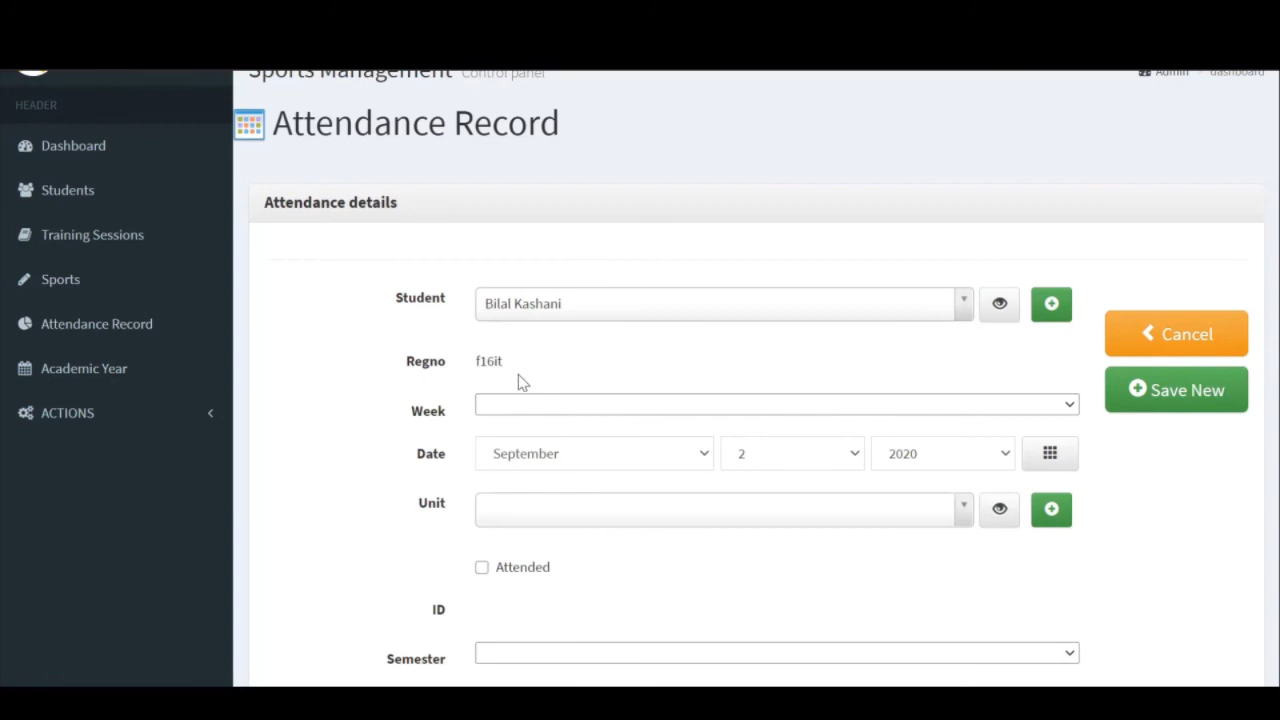 Sports Management Control panel
Admin > dashboard
HEADER
Dashboard
Students
Training Sessions
Sports
Attendance Record
Academic Year
ACTIONS
Attendance Record
Attendance details
Student Bilal Kashani
Regno f16it
Week
Date September 2 2020
Unit
Attended
ID
Semester
Cancel
Save New